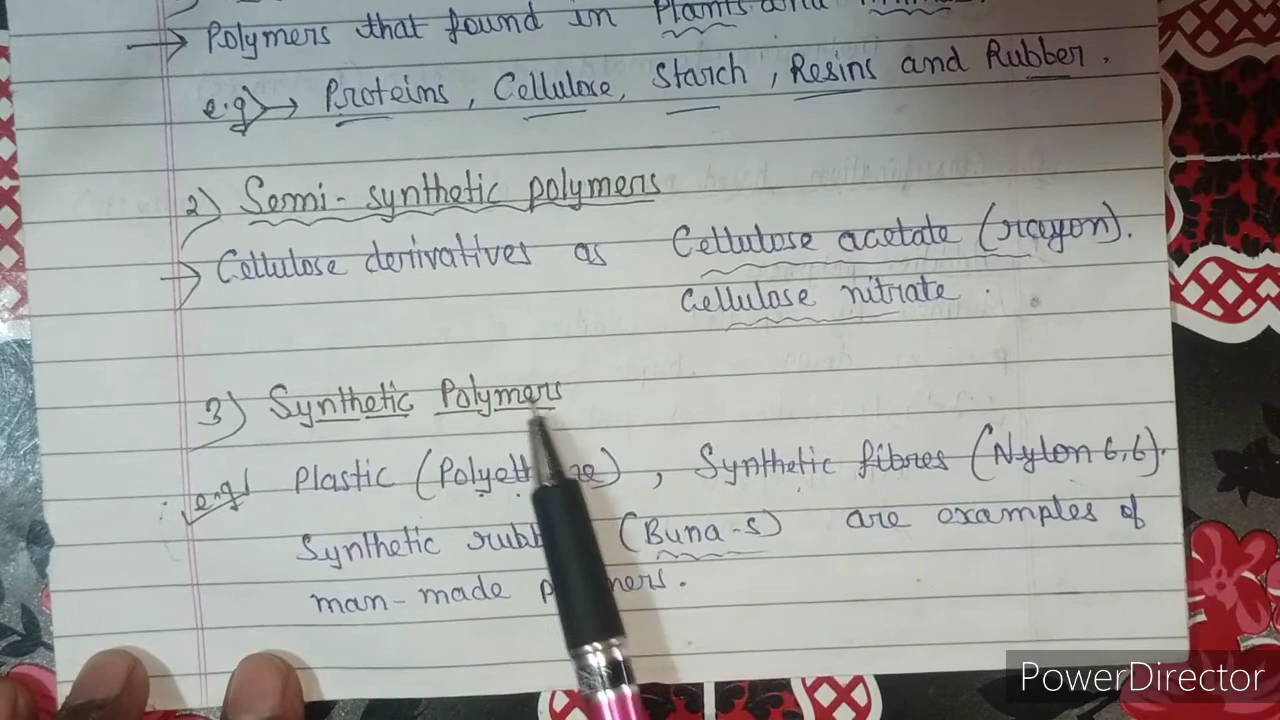 → Polymers that found in Plants and
e.g → Proteins, Cellulose, Starch, Resins and Rubber.
2) Semi-synthetic polymers
→ Cellulose derivatives as Cellulose acetate (rayon).
Cellulose nitrate.
3) Synthetic Polymers
e.g Plastic (), Synthetic fibres (Nylon 6,6).
Synthetic (Buna-S) are examples of
man-made
PowerDirector